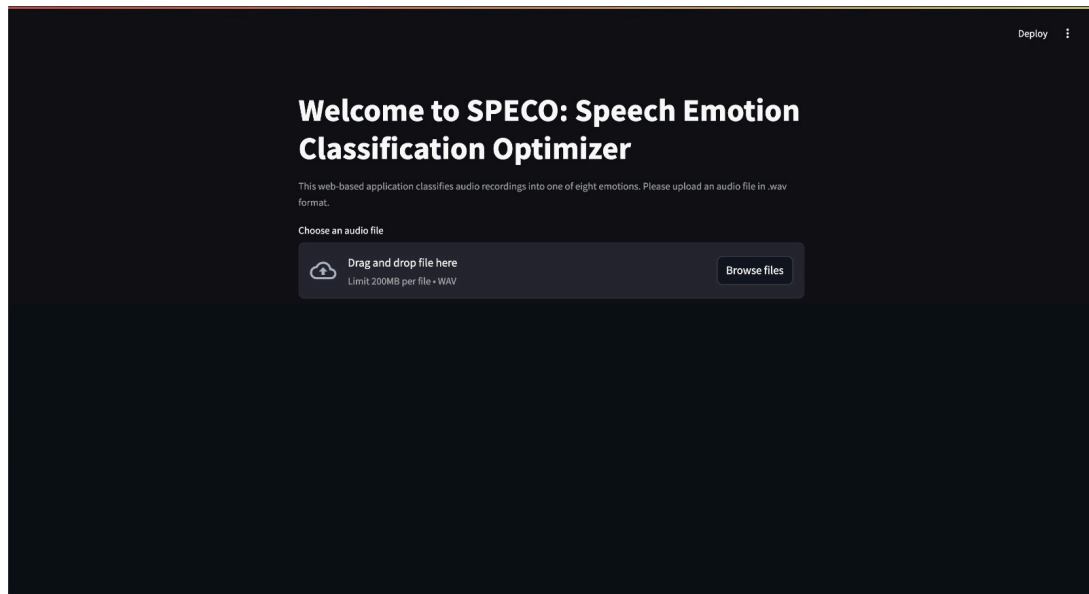 Deploy
Welcome to SPECO: Speech Emotion
Classification Optimizer
This web-based application classifies audio recordings into one of eight emotions. Please upload an audio file in .wav
format.
Choose an audio file
Drag and drop file here
Limit 200MB per file • WAV
Browse files